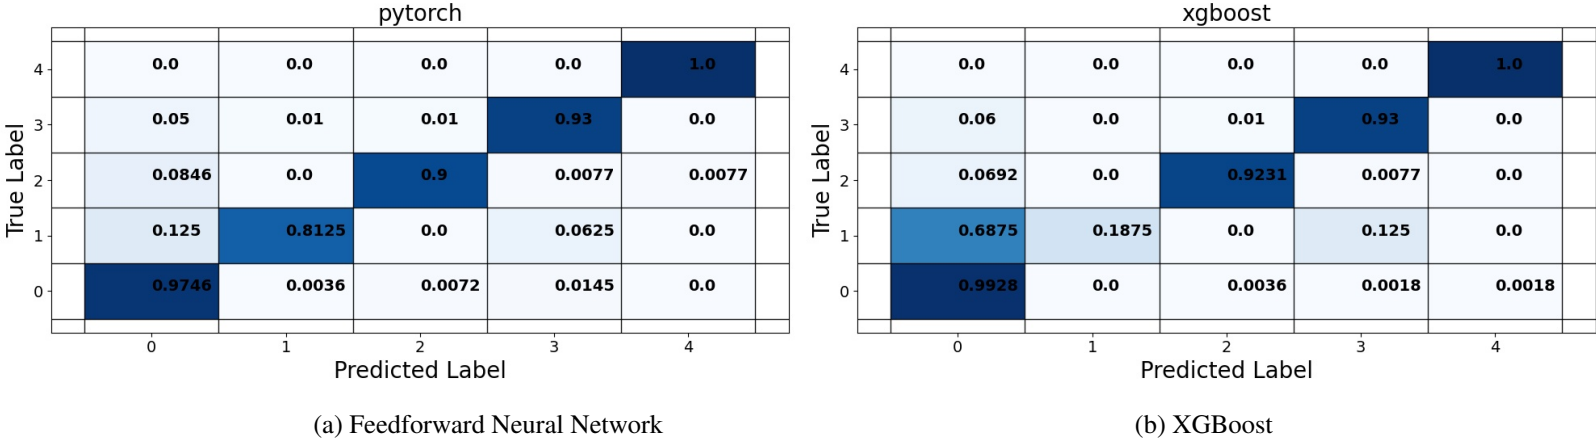 pytorch
4 0.0 0.0 0.0 0.0 1.0
3 0.05 0.01 0.01 0.93 0.0
2 0.0846 0.0 0.9 0.0077 0.0077
1 0.125 0.8125 0.0 0.0625 0.0
0 0.9746 0.0036 0.0072 0.0145 0.0
0 1 2 3 4
True Label
Predicted Label
(a) Feedforward Neural Network
xgboost
4 0.0 0.0 0.0 0.0 1.0
3 0.06 0.0 0.01 0.93 0.0
2 0.0692 0.0 0.9231 0.0077 0.0
1 0.6875 0.1875 0.0 0.125 0.0
0 0.9928 0.0 0.0036 0.0018 0.0018
0 1 2 3 4
True Label
Predicted Label
(b) XGBoost